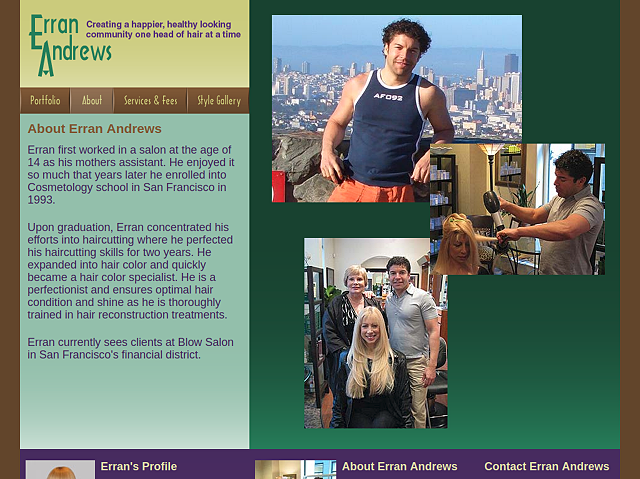 Erran
Andrews
Creating a happier, healthy looking
community one head of hair at a time
Portfolio
About
Services & Fees
Style Gallery
About Erran Andrews
Erran first worked in a salon at the age of
14 as his mothers assistant. He enjoyed it
so much that years later he enrolled into
Cosmetology school in San Francisco in
1993.
Upon graduation, Erran concentrated his
efforts into haircutting where he perfected
his haircutting skills for two years. He
expanded into hair color and quickly
became a hair color specialist. He is a
perfectionist and ensures optimal hair
condition and shine as he is thoroughly
trained in hair reconstruction treatments.
Erran currently sees clients at Blow Salon
in San Francisco's financial district.
AFO92
Erran's Profile
About Erran Andrews
Contact Erran Andrews